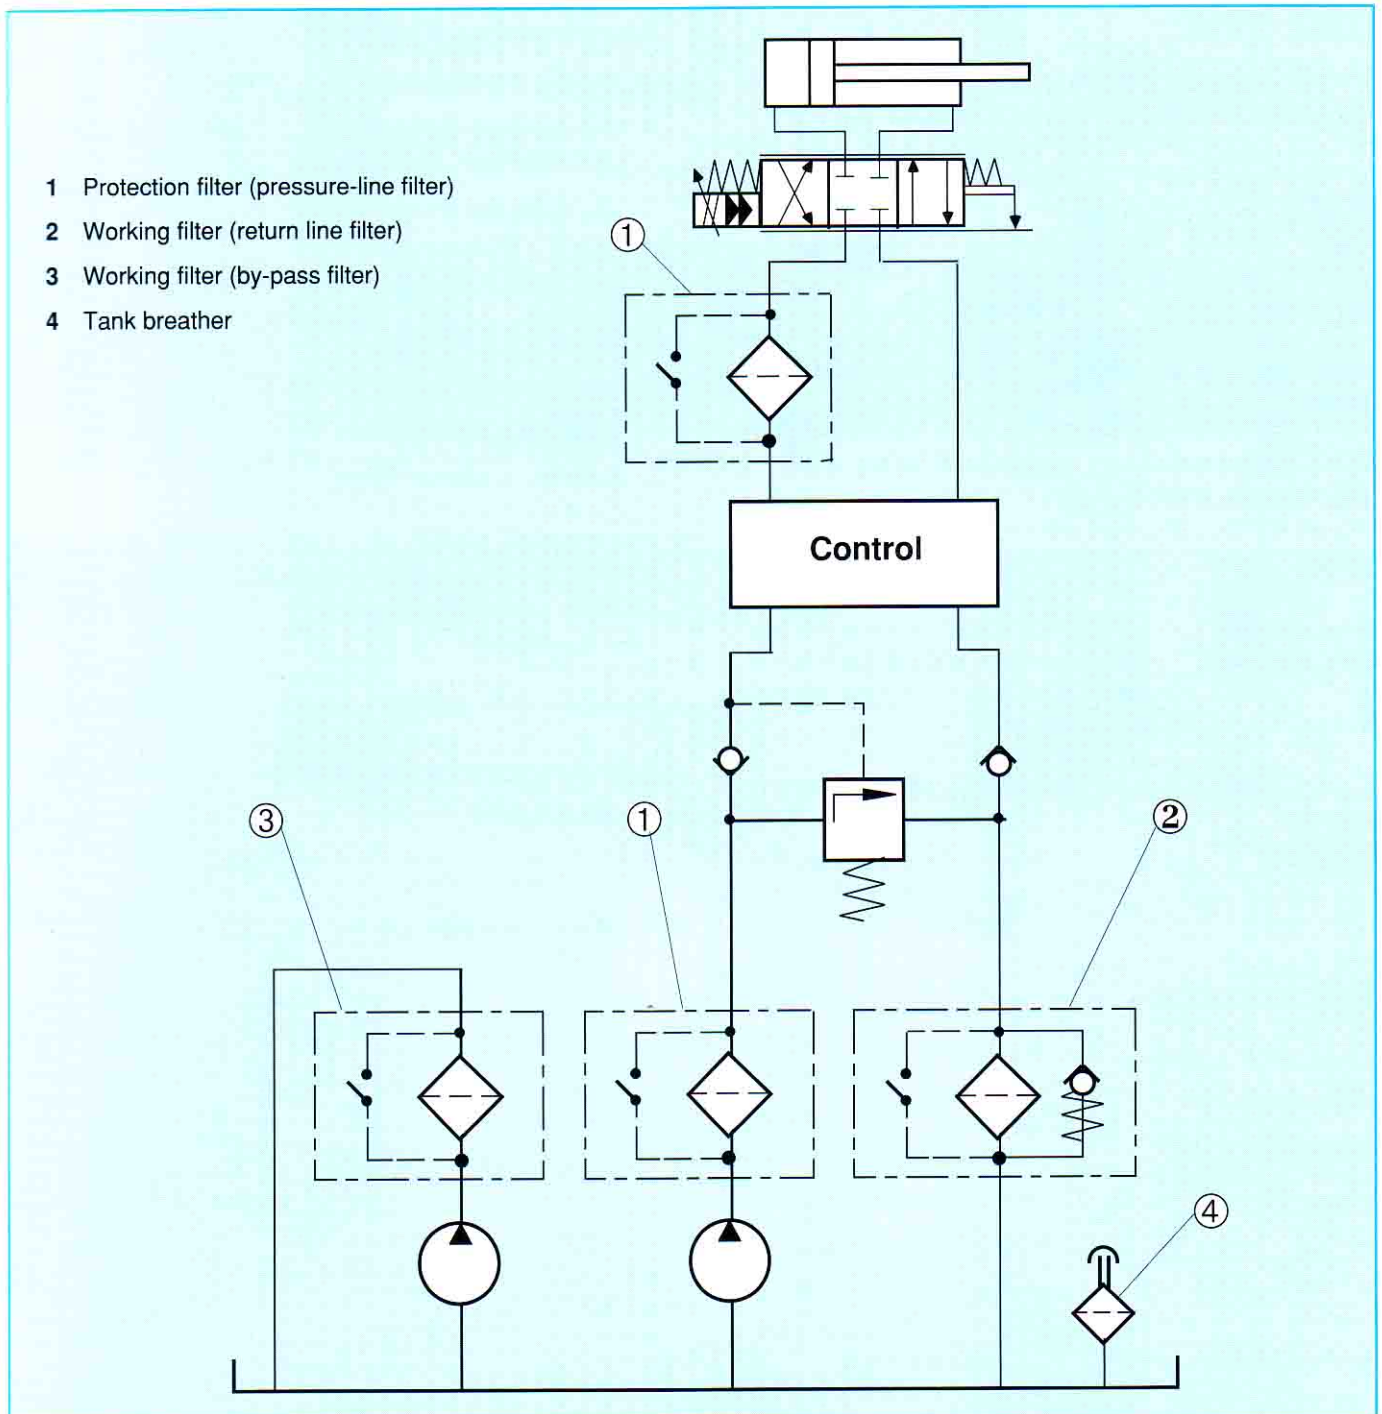 1 Protection filter (pressure-line filter)
2 Working filter (return line filter)
3 Working filter (by-pass filter)
4 Tank breather
1
Control
3
1
2
4